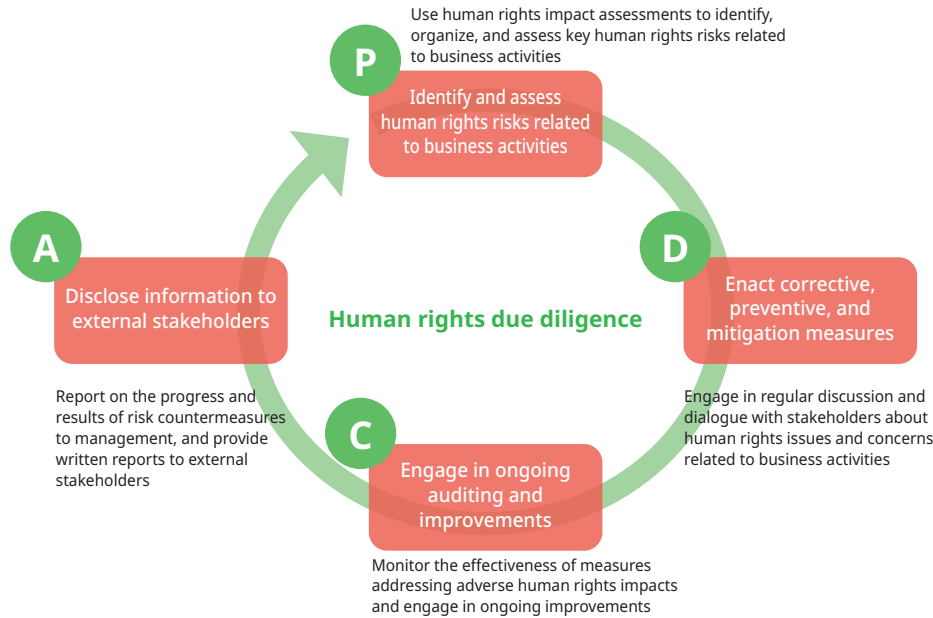 Use human rights impact assessments to identify,
organize, and assess key human rights risks related
to business activities
P
Identify and assess
human rights risks related
to business activities
D
Enact corrective,
preventive, and
mitigation measures
Engage in regular discussion and
dialogue with stakeholders about
human rights issues and concerns
related to business activities
C
Engage in ongoing
auditing and
improvements
Monitor the effectiveness of measures
addressing adverse human rights impacts
and engage in ongoing improvements
A
Disclose information to
external stakeholders
Report on the progress and
results of risk countermeasures
to management, and provide
written reports to external
stakeholders
Human rights due diligence